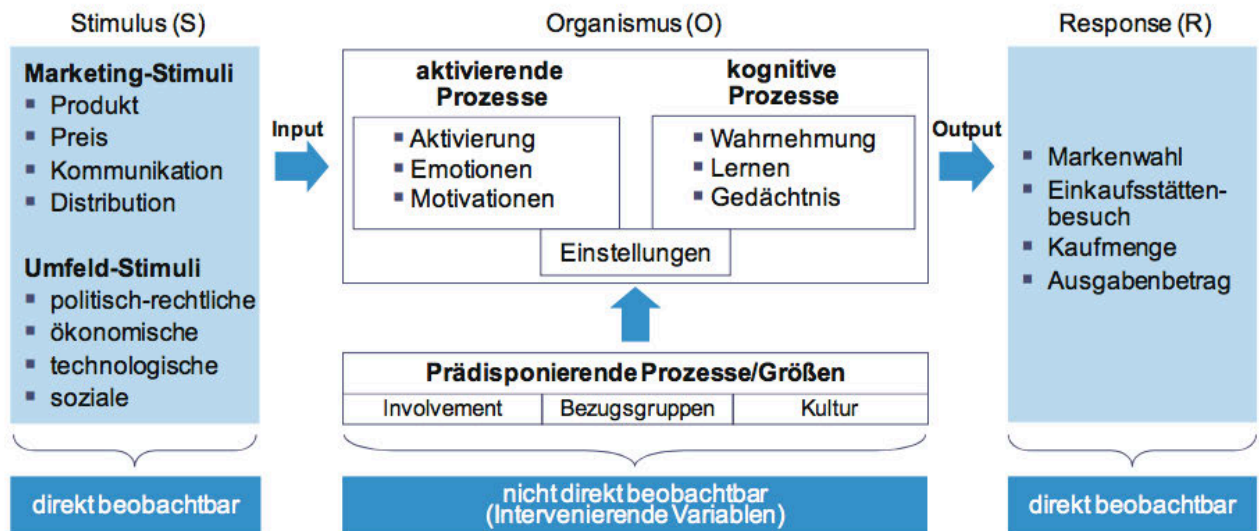 Stimulus (S)
Marketing-Stimuli
▪ Produkt
▪ Preis
▪ Kommunikation
▪ Distribution
Umfeld-Stimuli
▪ politisch-rechtliche
▪ ökonomische
▪ technologische
▪ soziale
direkt beobachtbar
Input
Organismus (O)
aktivierende
Prozesse
▪ Aktivierung
▪ Emotionen
▪ Motivationen
kognitive
Prozesse
▪ Wahrnehmung
▪ Lernen
▪ Gedächtnis
Einstellungen
Prädisponierende Prozesse/Größen
Involvement
Bezugsgruppen
Kultur
nicht direkt beobachtbar
(Intervenierende Variablen)
Output
Response (R)
▪ Markenwahl
▪ Einkaufsstätten-
besuch
▪ Kaufmenge
▪ Ausgabenbetrag
direkt beobachtbar